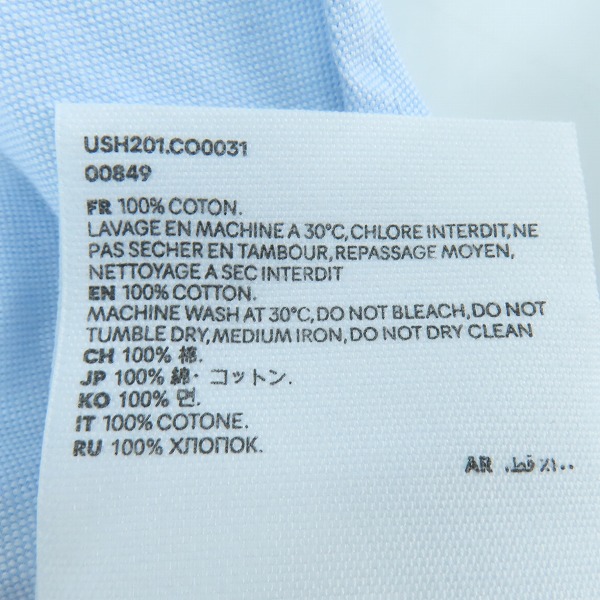 USH201.CO0031
00849
FR 100% COTON.
LAVAGE EN MACHINE A 30°C, CHLORE INTERDIT, NE
PAS SECHER EN TAMBOUR, REPASSAGE MOYEN,
NETTOYAGE A SEC INTERDIT
EN 100% COTTON.
MACHINE WASH AT 30°C, DO NOT BLEACH, DO NOT
TUMBLE DRY, MEDIUM IRON, DO NOT DRY CLEAN
CH 100% 棉.
JP 100% 綿・コットン.
KO 100% 면.
IT 100% COTONE.
RU 100% ХЛОПОК.
AR ١٠٠٪ قطن.